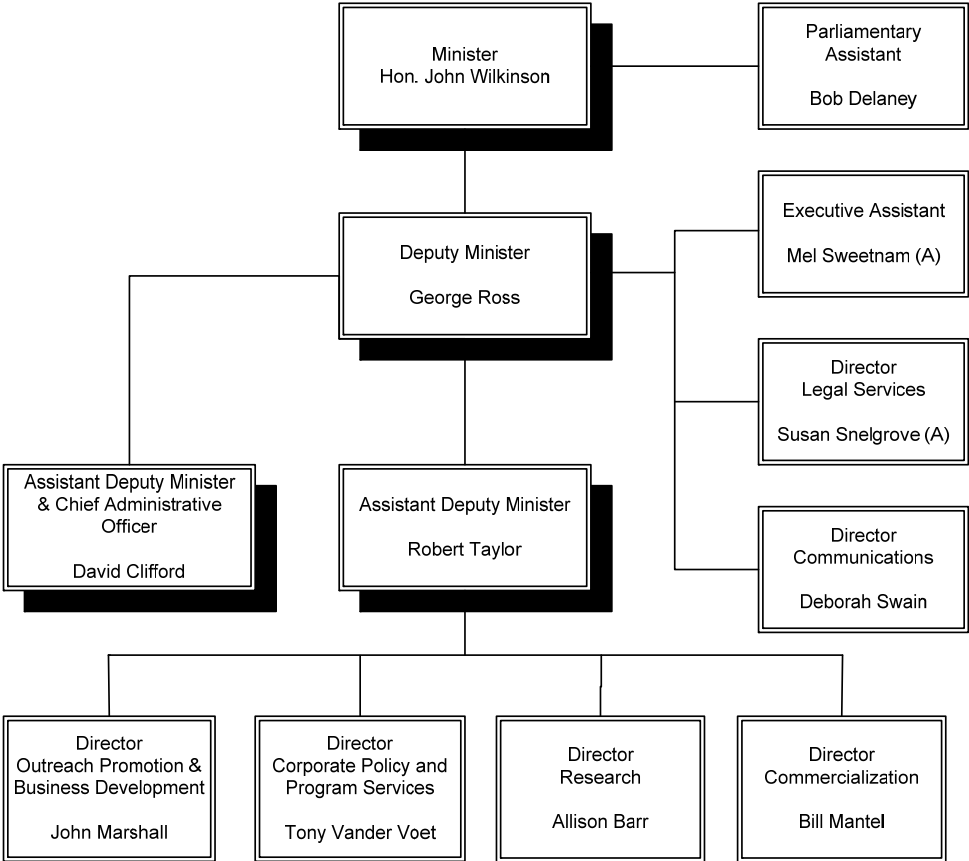 Minister
Hon. John Wilkinson
Parliamentary
Assistant
Bob Delaney
Deputy Minister
George Ross
Executive Assistant
Mel Sweetnam (A)
Director
Legal Services
Susan Snelgrove (A)
Director
Communications
Deborah Swain
Assistant Deputy Minister
& Chief Administrative
Officer
David Clifford
Assistant Deputy Minister
Robert Taylor
Director
Outreach Promotion &
Business Development
John Marshall
Director
Corporate Policy and
Program Services
Tony Vander Voet
Director
Research
Allison Barr
Director
Commercialization
Bill Mantel